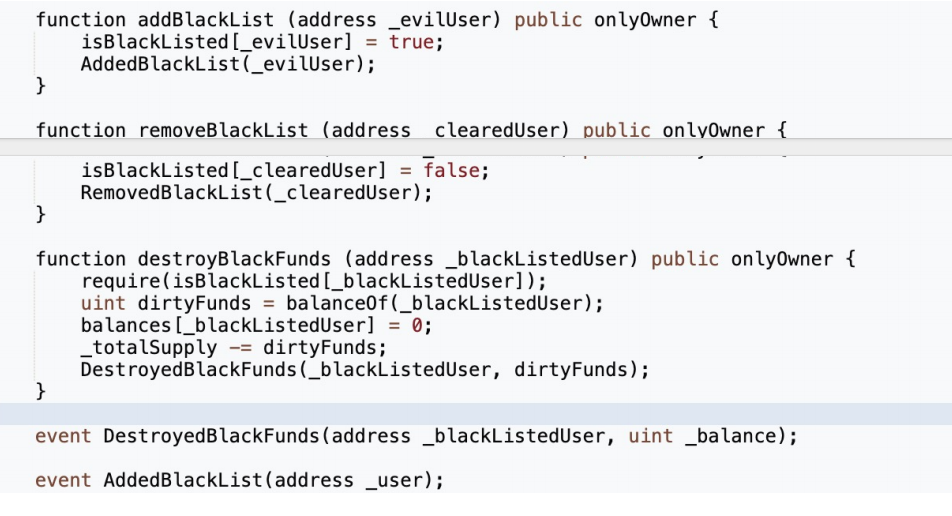 function addBlackList (address _evilUser) public onlyOwner {
    isBlackListed[_evilUser] = true;
    AddedBlackList(_evilUser);
}
function removeBlackList (address _clearedUser) public onlyOwner {
    isBlackListed[_clearedUser] = false;
    RemovedBlackList(_clearedUser);
}
function destroyBlackFunds (address _blackListedUser) public onlyOwner {
    require(isBlackListed[_blackListedUser]);
    uint dirtyFunds = balanceOf(_blackListedUser);
    balances[_blackListedUser] = 0;
    _totalSupply -= dirtyFunds;
    DestroyedBlackFunds(_blackListedUser, dirtyFunds);
}
event DestroyedBlackFunds(address _blackListedUser, uint _balance);
event AddedBlackList(address _user);